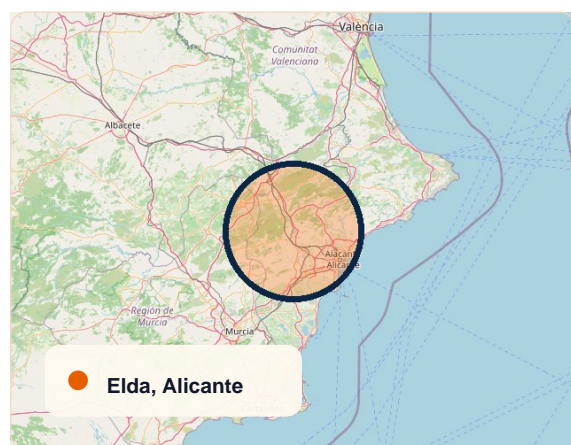 València
Comunitat
Valenciana
Albacete
Alacant
Alicante
Región de
Murcia
Murcia
Elda, Alicante